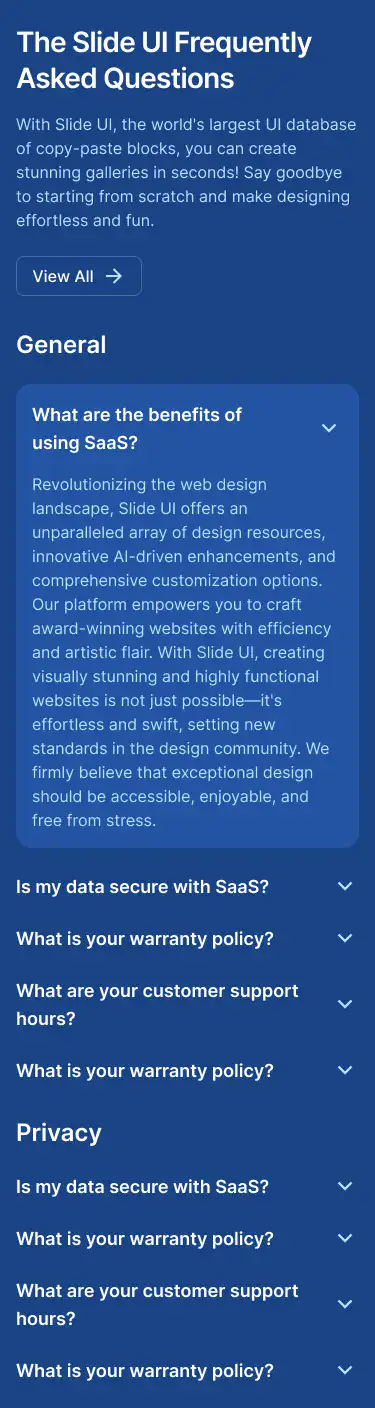 The Slide UI Frequently
Asked Questions
With Slide UI, the world's largest UI database
of copy-paste blocks, you can create
stunning galleries in seconds! Say goodbye
to starting from scratch and make designing
effortless and fun.
View All
General
What are the benefits of
using SaaS?
Revolutionizing the web design
landscape, Slide UI offers an
unparalleled array of design resources,
innovative AI-driven enhancements, and
comprehensive customization options.
Our platform empowers you to craft
award-winning websites with efficiency
and artistic flair. With Slide UI, creating
visually stunning and highly functional
websites is not just possible—it's
effortless and swift, setting new
standards in the design community. We
firmly believe that exceptional design
should be accessible, enjoyable, and
free from stress.
Is my data secure with SaaS?
What is your warranty policy?
What are your customer support
hours?
What is your warranty policy?
Privacy
Is my data secure with SaaS?
What is your warranty policy?
What are your customer support
hours?
What is your warranty policy?